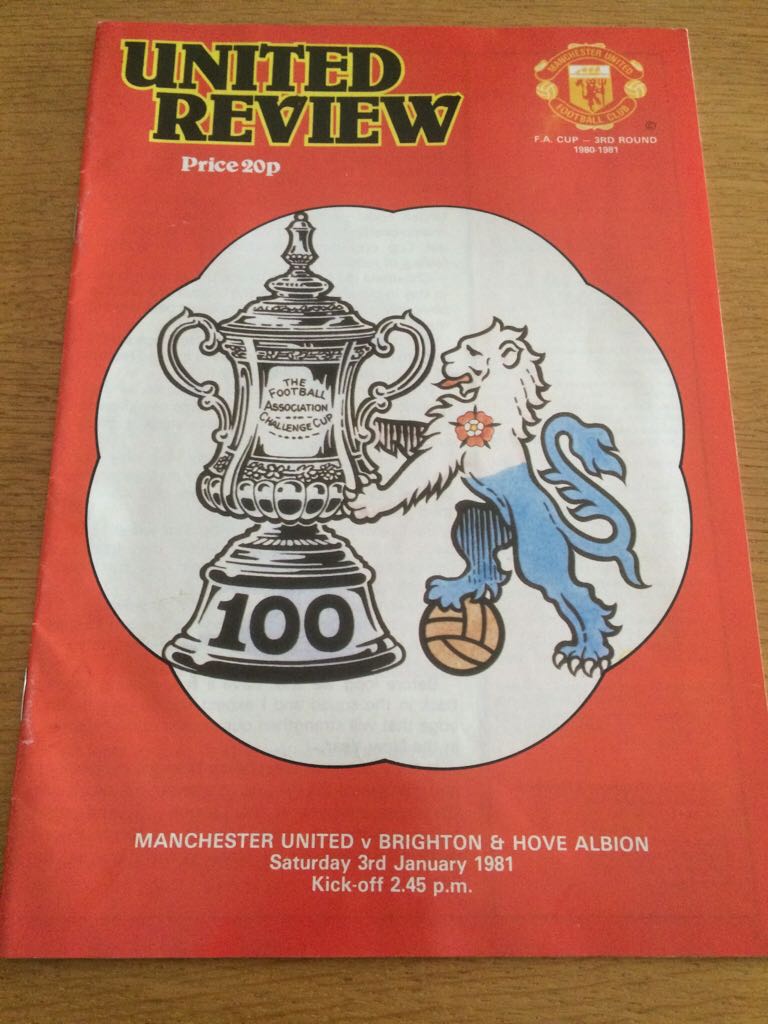 UNITED
REVIEW
Price 20p
MANCHESTER UNITED
FOOTBALL CLUB
©
F.A. CUP – 3RD ROUND
1980-1981
THE
FOOTBALL
ASSOCIATION
CHALLENGE CUP
100
MANCHESTER UNITED v BRIGHTON & HOVE ALBION
Saturday 3rd January 1981
Kick-off 2.45 p.m.